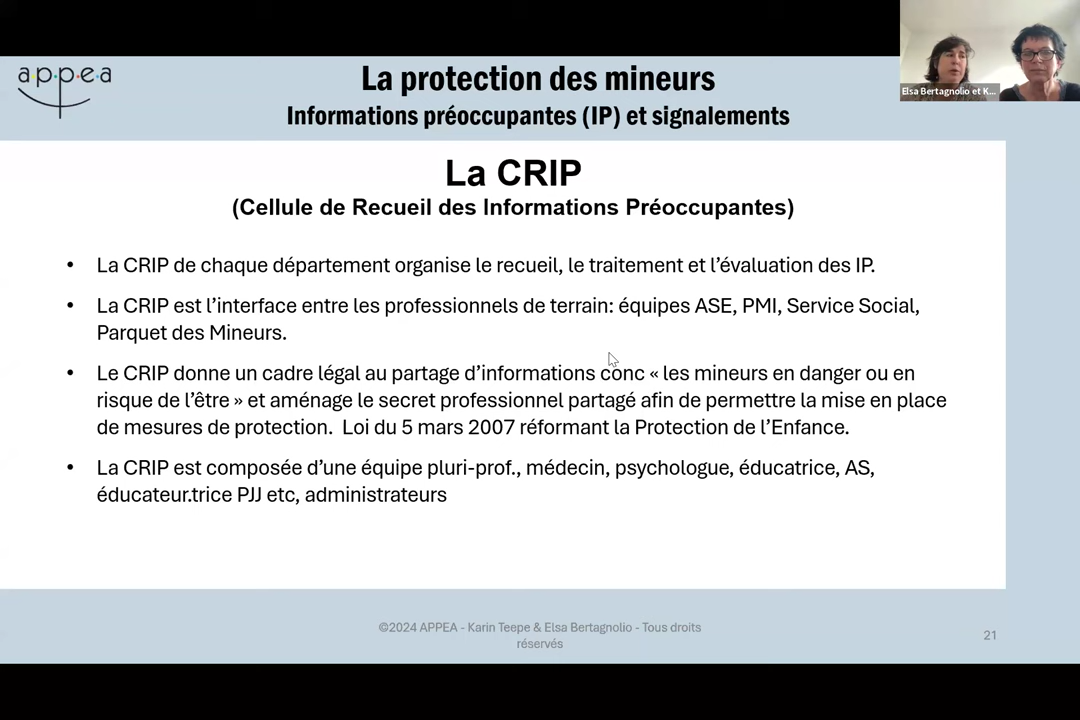 appea
La protection des mineurs
Informations préoccupantes (IP) et signalements
Elsa Bertagnolio et K...
La CRIP
(Cellule de Recueil des Informations Préoccupantes)
• La CRIP de chaque département organise le recueil, le traitement et l’évaluation des IP.
• La CRIP est l’interface entre les professionnels de terrain: équipes ASE, PMI, Service Social,
Parquet des Mineurs.
• Le CRIP donne un cadre légal au partage d’informations conc « les mineurs en danger ou en
risque de l’être » et aménage le secret professionnel partagé afin de permettre la mise en place
de mesures de protection. Loi du 5 mars 2007 réformant la Protection de l’Enfance.
• La CRIP est composée d’une équipe pluri-prof., médecin, psychologue, éducatrice, AS,
éducateur.trice PJJ etc, administrateurs
©2024 APPEA - Karin Teepe & Elsa Bertagnolio - Tous droits
réservés
21